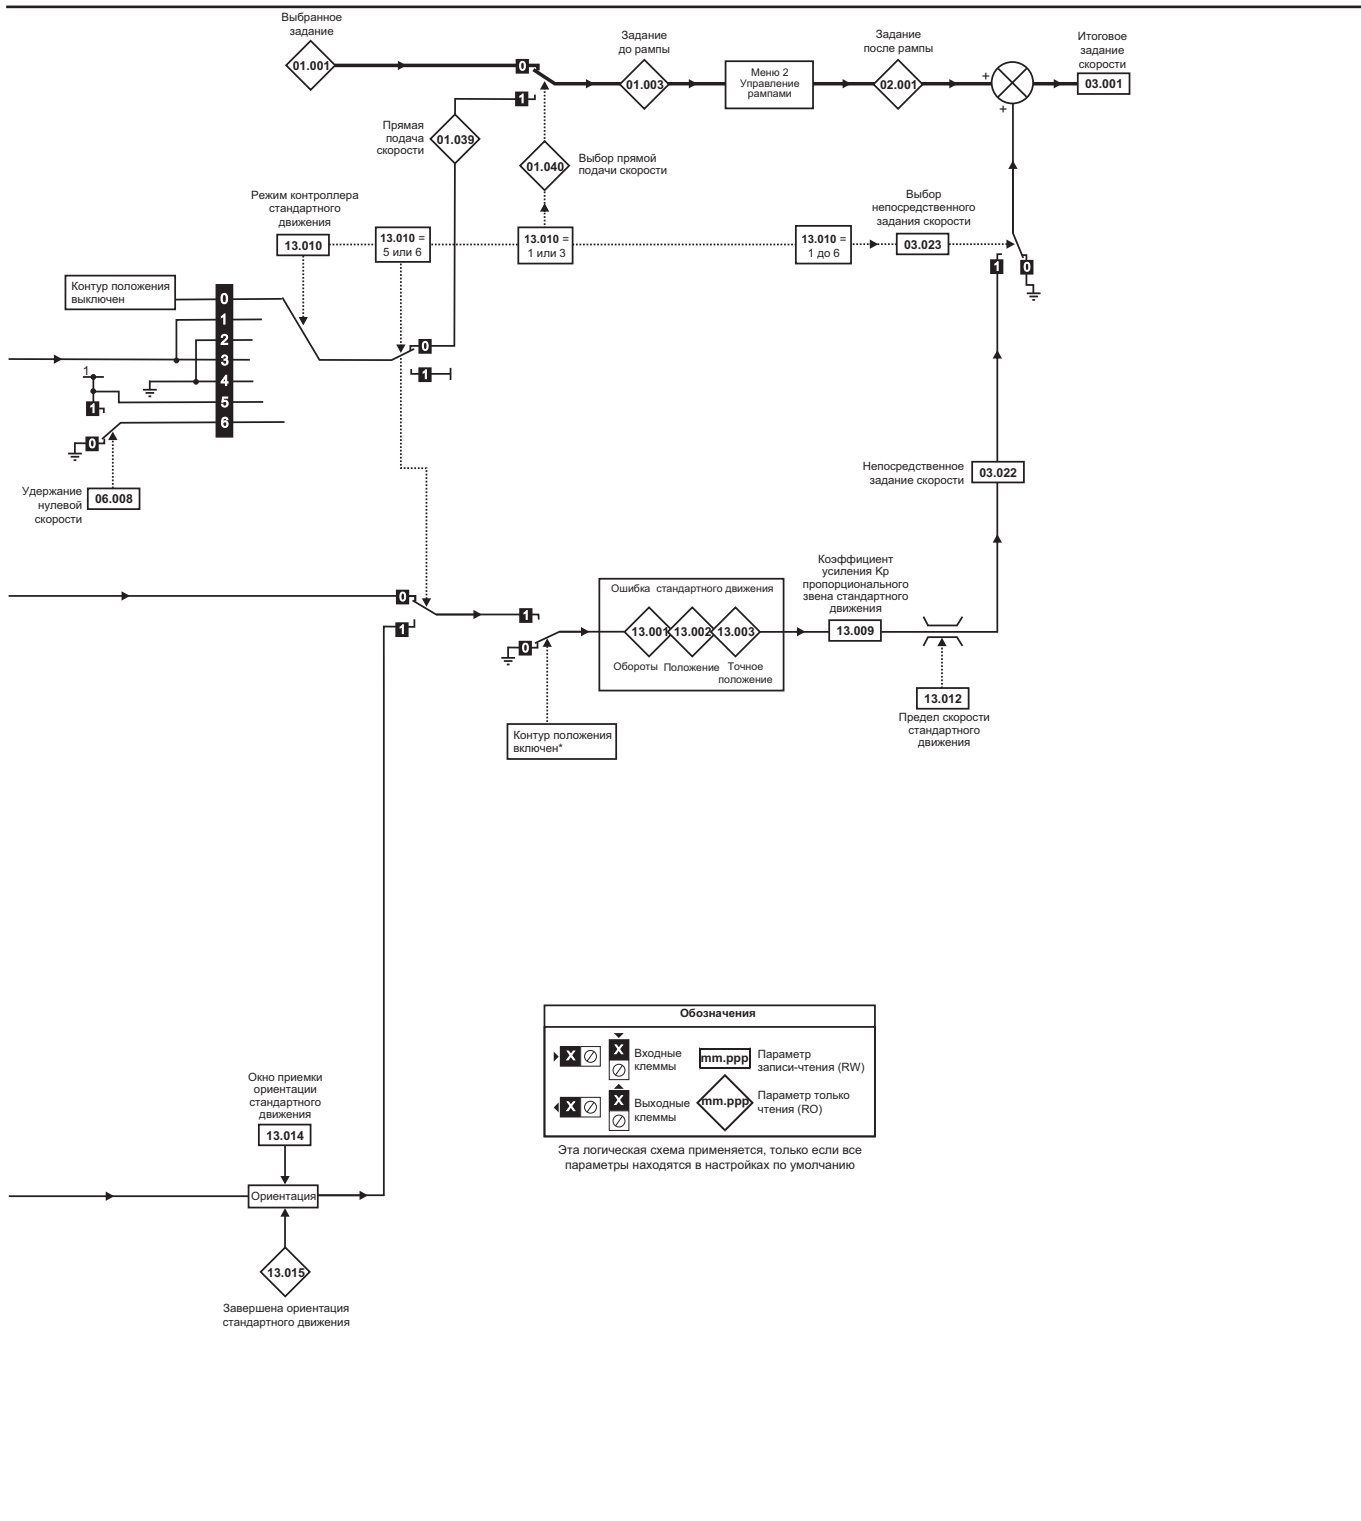 Выбранное
задание
01.001
0
1
Задание
до рампы
01.003
Меню 2
Управление
рампами
Задание
после рампы
02.001
+
+
Итоговое
задание
скорости
03.001
Прямая
подача
скорости
01.039
01.040
Выбор прямой
подачи скорости
Режим контроллера
стандартного
движения
13.010
13.010 =
5 или 6
13.010 =
1 или 3
13.010 =
1 до 6
Выбор
непосредственного
задания скорости
03.023
1
0
Контур положения
выключен
0
1
2
3
4
5
6
0
1
1
1
0
Удержание
нулевой
скорости
06.008
Непосредственное
задание скорости
03.022
0
1
1
0
Контур положения
включен*
Ошибка стандартного движения
13.001
13.002
13.003
Обороты
Положение
Точное
положение
Коэффициент
усиления Kp
пропорционального
звена стандартного
движения
13.009
13.012
Предел скорости
стандартного
движения
Обозначения
X
X
Входные
клеммы
mm.ppp
Параметр
записи-чтения (RW)
X
X
Выходные
клеммы
mm.ppp
Параметр только
чтения (RO)
Эта логическая схема применяется, только если все
параметры находятся в настройках по умолчанию
Окно приемки
ориентации
стандартного
движения
13.014
Ориентация
13.015
Завершена ориентация
стандартного движения